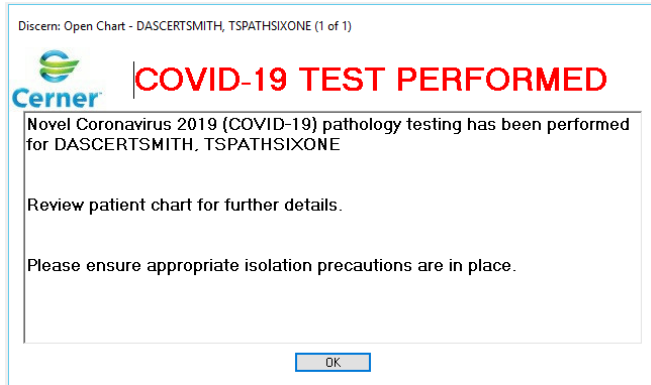 Discern: Open Chart - DASCERTSMITH, TSPATHSIXONE (1 of 1)
Cerner
COVID-19 TEST PERFORMED
Novel Coronavirus 2019 (COVID-19) pathology testing has been performed
for DASCERTSMITH, TSPATHSIXONE
Review patient chart for further details.
Please ensure appropriate isolation precautions are in place.
OK